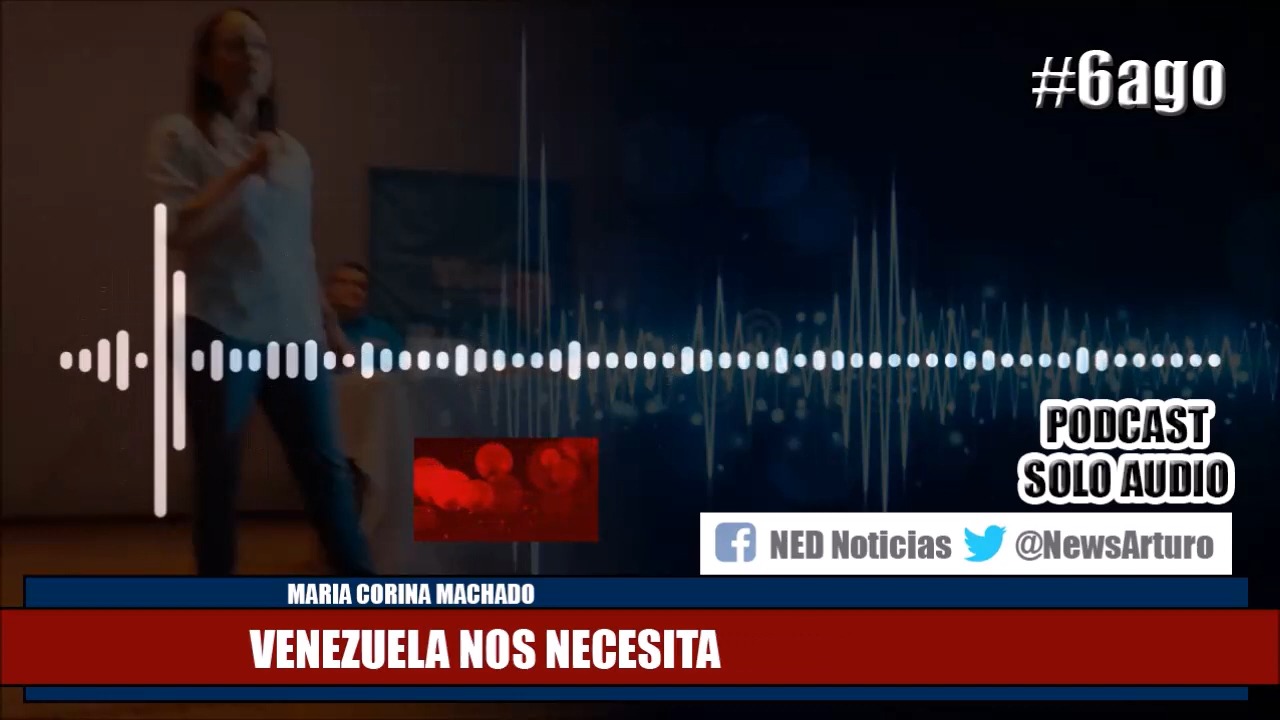 #6ago
PODCAST
SOLO AUDIO
NED Noticias @NewsArturo
MARIA CORINA MACHADO
VENEZUELA NOS NECESITA